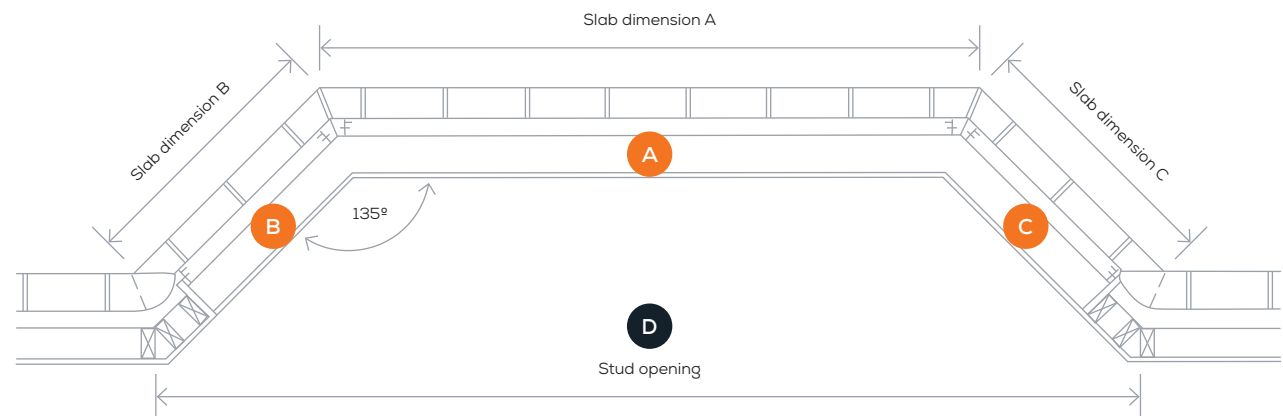 Slab dimension A
Slab dimension B
Slab dimension C
A
135º
B
C
D
Stud opening